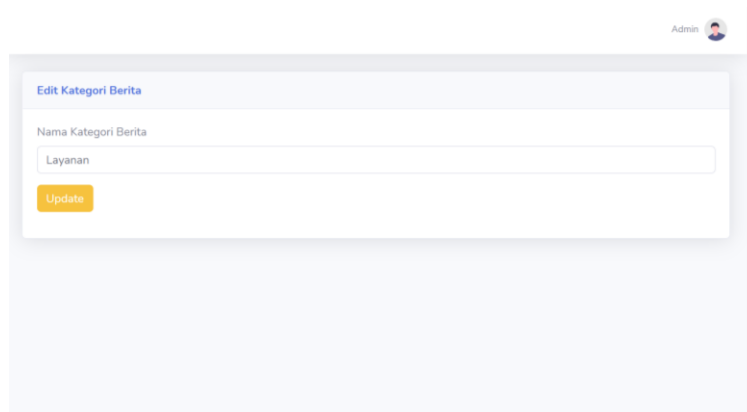 Admin
Edit Kategori Berita
Nama Kategori Berita
Layanan
Update